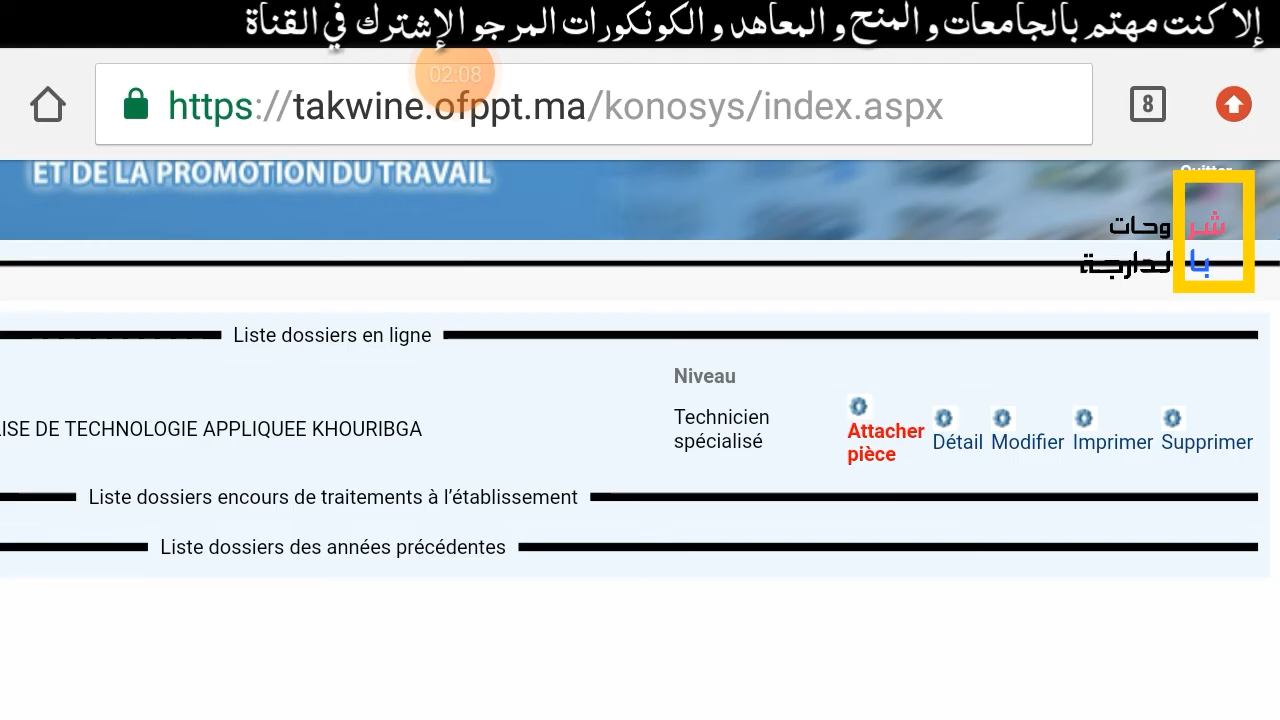 إلا كنت مهتم بالجامعات و المنح و المعاهد و الكونكورات المرجو الإشترك في القناة
02:08
https://takwine.ofppt.ma/konosys/index.aspx
8
ET DE LA PROMOTION DU TRAVAIL
Quitter
شروحات
بالدارجة
Liste dossiers en ligne
Niveau
LISE DE TECHNOLOGIE APPLIQUEE KHOURIBGA
Technicien
spécialisé
Attacher
pièce
Détail Modifier Imprimer Supprimer
Liste dossiers encours de traitements à l'établissement
Liste dossiers des années précédentes